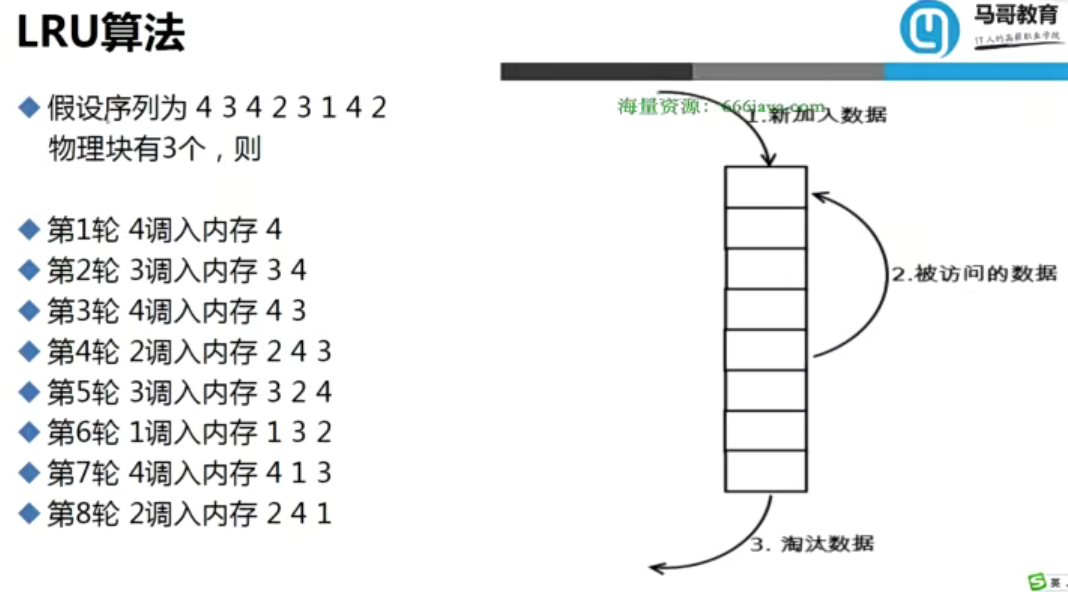 LRU算法
马哥教育
IT人的高薪职业学院
假设序列为 4 3 4 2 3 1 4 2
物理块有3个，则
第1轮 4调入内存 4
第2轮 3调入内存 3 4
第3轮 4调入内存 4 3
第4轮 2调入内存 2 4 3
第5轮 3调入内存 3 2 4
第6轮 1调入内存 1 3 2
第7轮 4调入内存 4 1 3
第8轮 2调入内存 2 4 1
海量资源：666java.com
1.新加入数据
2.被访问的数据
3. 淘汰数据
英